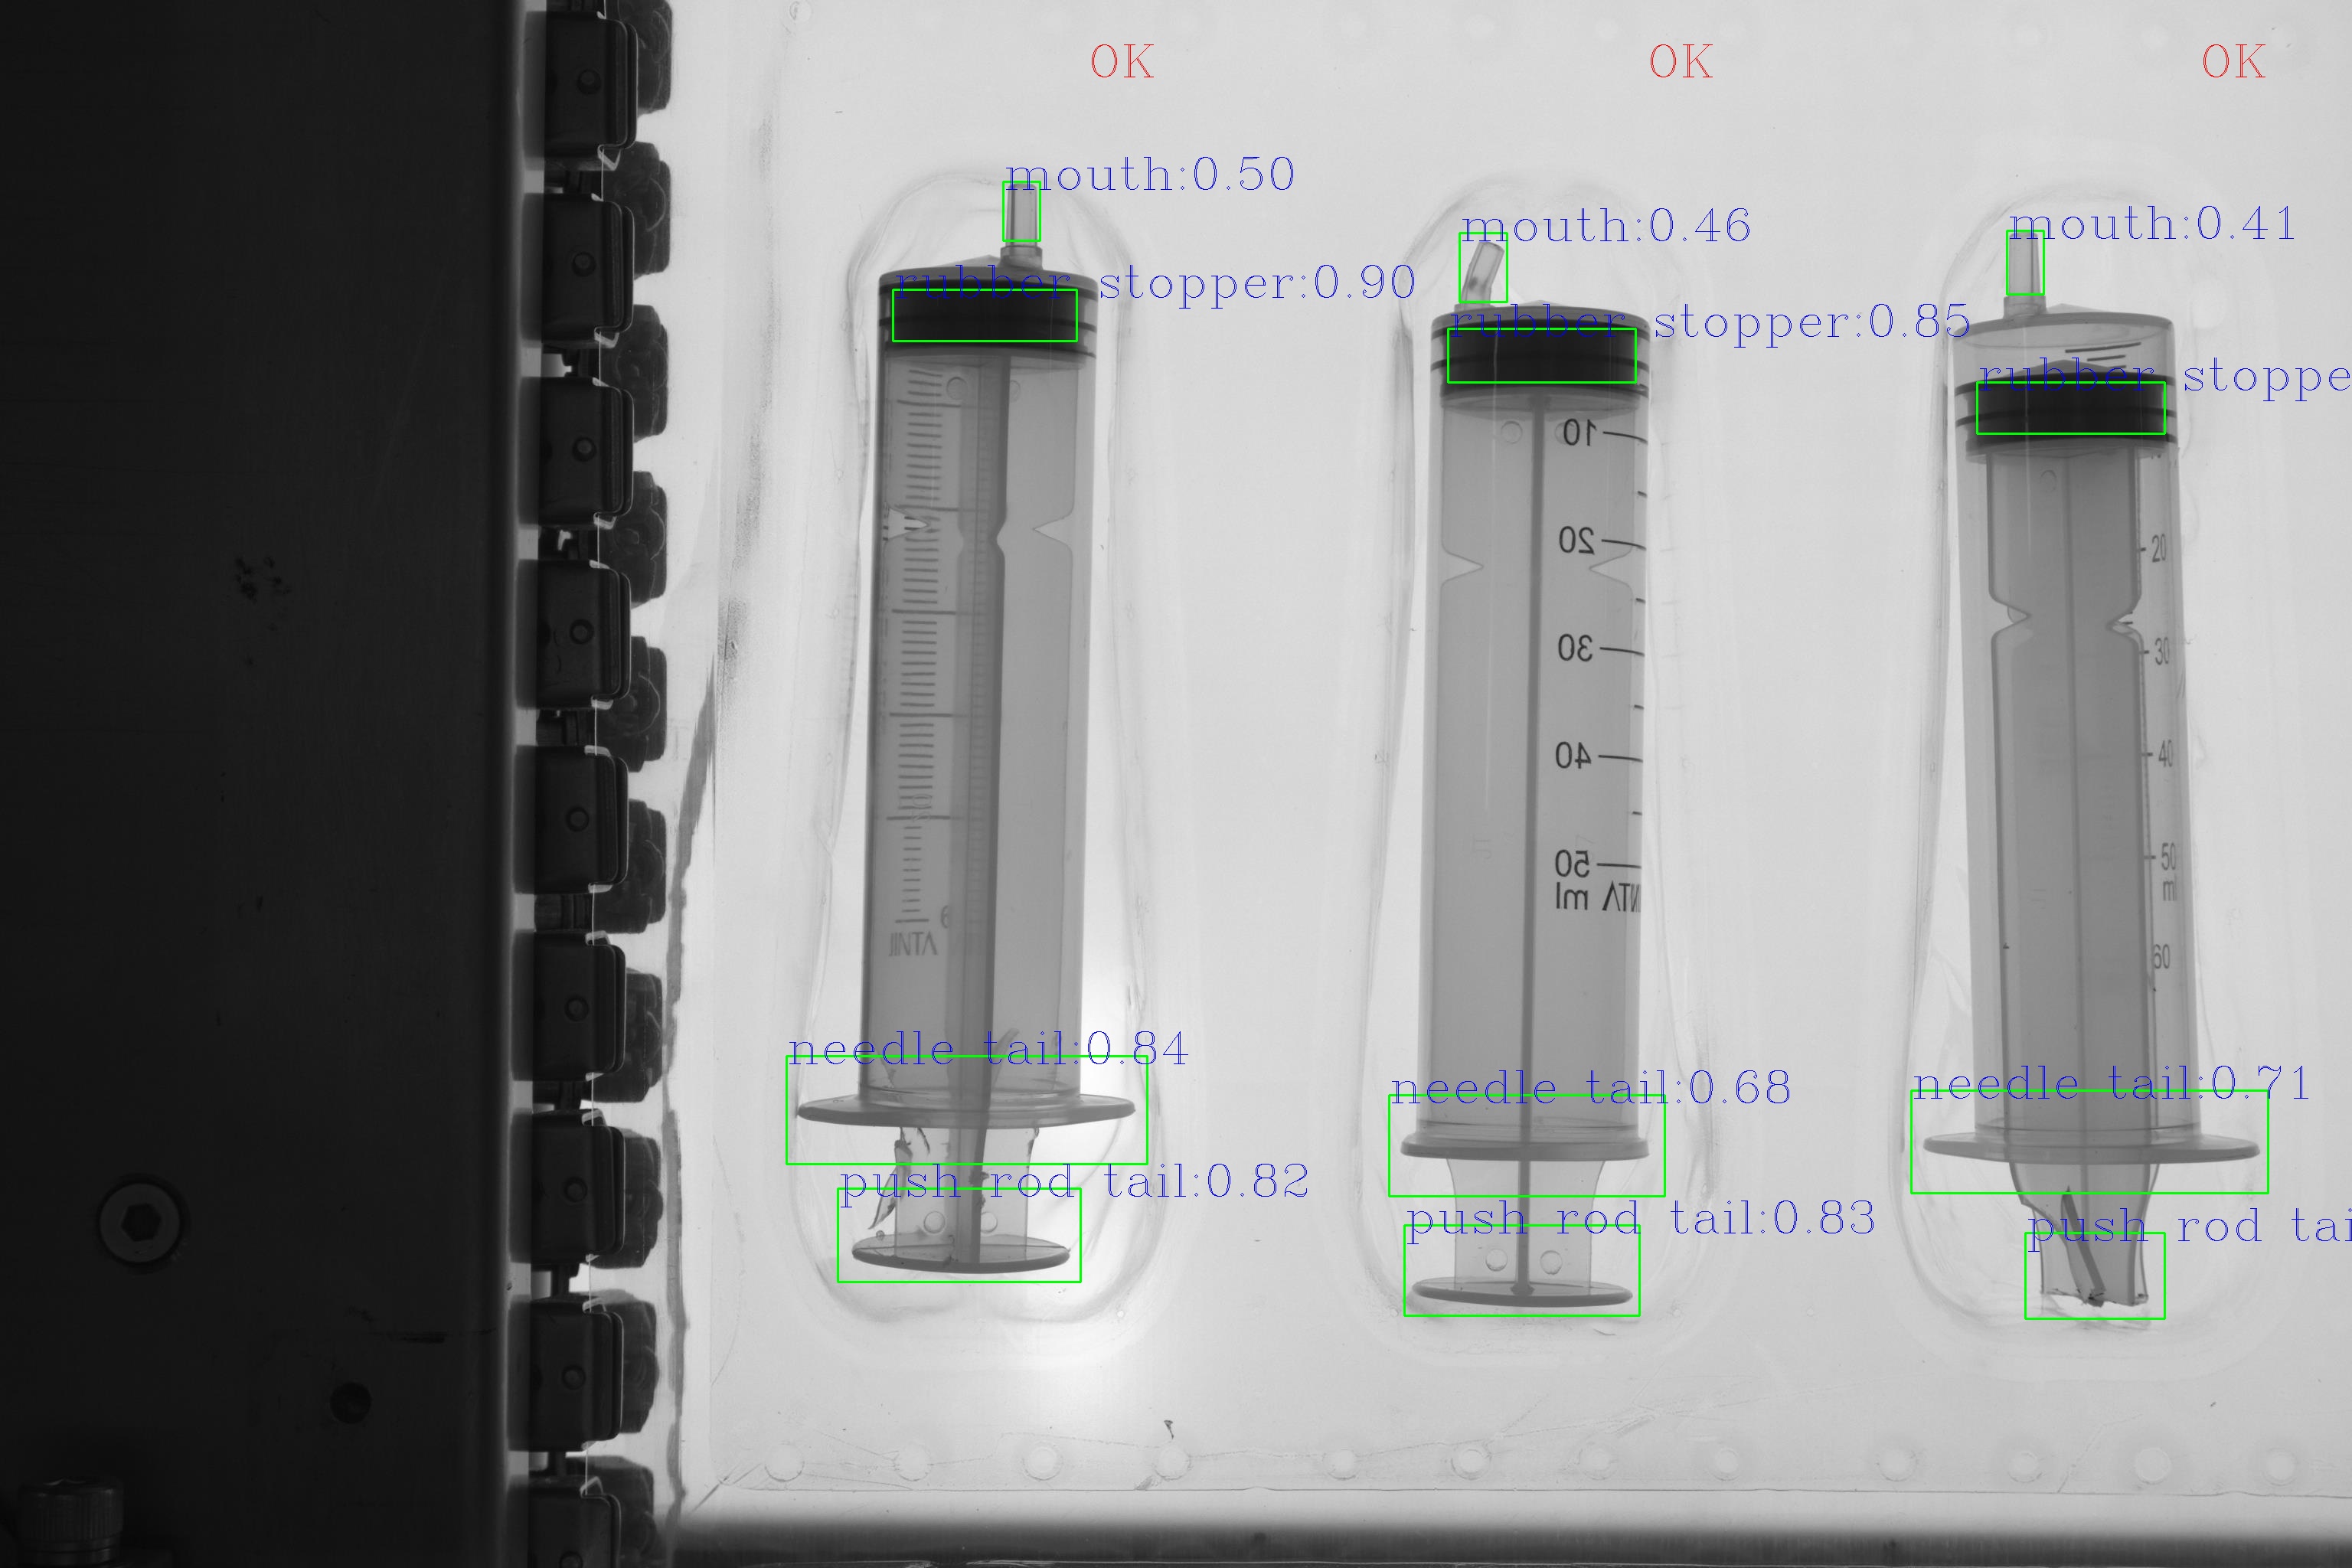 OK
OK
OK
mouth:0.50
mouth:0.46
mouth:0.41
rubber stopper:0.90
rubber stopper:0.85
rubber stoppe
10
20
30
40
50
ml
20
30
40
50
ml
60
needle tail:0.84
needle tail:0.68
needle tail:0.71
push rod tail:0.82
push rod tail:0.83
push rod tai